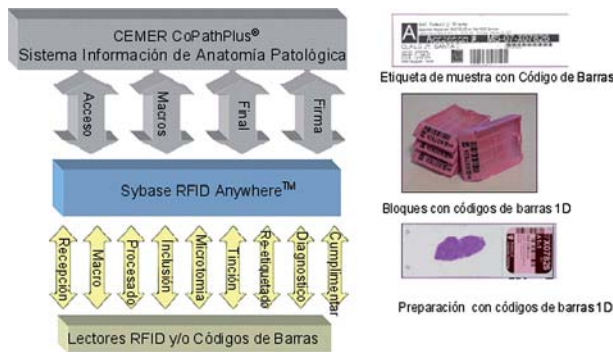 CEMER CoPathPlus®
Sistema Información de Anatomía Patológica
Acceso
Macros
Final
Firma
Sybase RFID Anywhere™
Recepción
Macro
Procesado
Inclusión
Microtomía
Tinción
Re-etiquetado
Diagnostico
Cumplimentar
Lectores RFID y/o Códigos de Barras
A
Etiqueta de muestra con Código de Barras
Bloques con códigos de barras 1D
X07826
Preparación con códigos de barras 1D